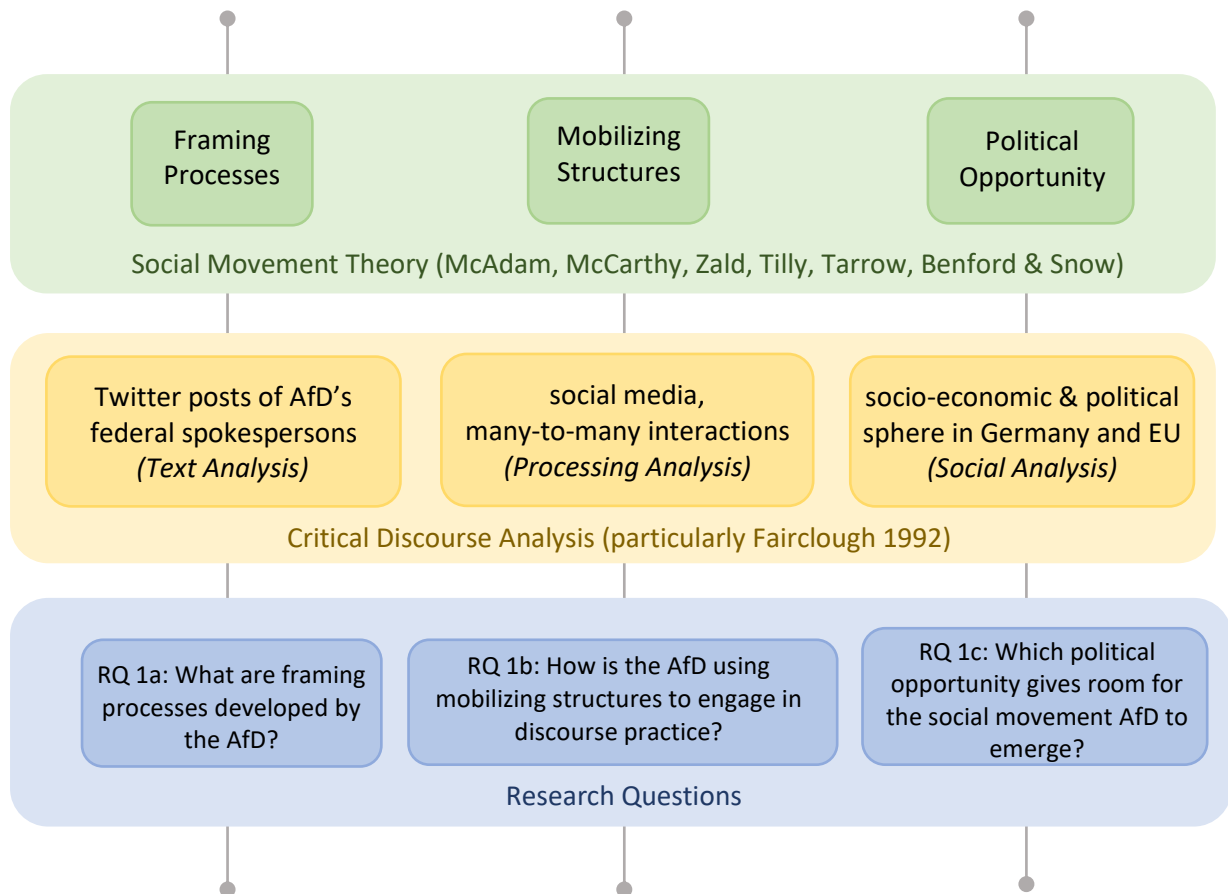 Framing
Processes
Mobilizing
Structures
Political
Opportunity
Social Movement Theory (McAdam, McCarthy, Zald, Tilly, Tarrow, Benford & Snow)
Twitter posts of AfD’s
federal spokespersons
(Text Analysis)
social media,
many-to-many interactions
(Processing Analysis)
socio-economic & political
sphere in Germany and EU
(Social Analysis)
Critical Discourse Analysis (particularly Fairclough 1992)
RQ 1a: What are framing
processes developed by
the AfD?
RQ 1b: How is the AfD using
mobilizing structures to engage in
discourse practice?
RQ 1c: Which political
opportunity gives room for
the social movement AfD to
emerge?
Research Questions